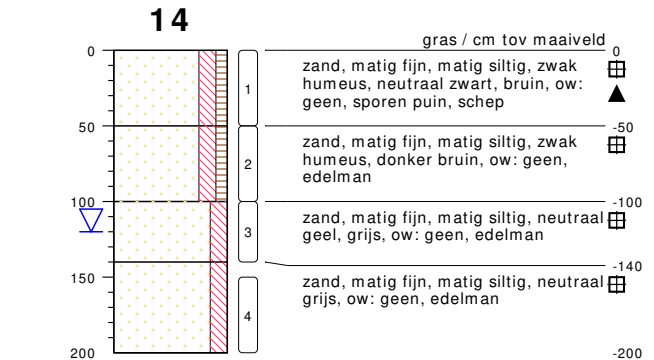 14
gras / cm tov maaiveld
0
0
zand, matig fijn, matig siltig, zwak
humeus, neutraal zwart, bruin, ow:
geen, sporen puin, schep
1
50
-50
zand, matig fijn, matig siltig, zwak
humeus, donker bruin, ow: geen,
edelman
2
100
-100
zand, matig fijn, matig siltig, neutraal
geel, grijs, ow: geen, edelman
3
-140
150
zand, matig fijn, matig siltig, neutraal
grijs, ow: geen, edelman
4
200
-200